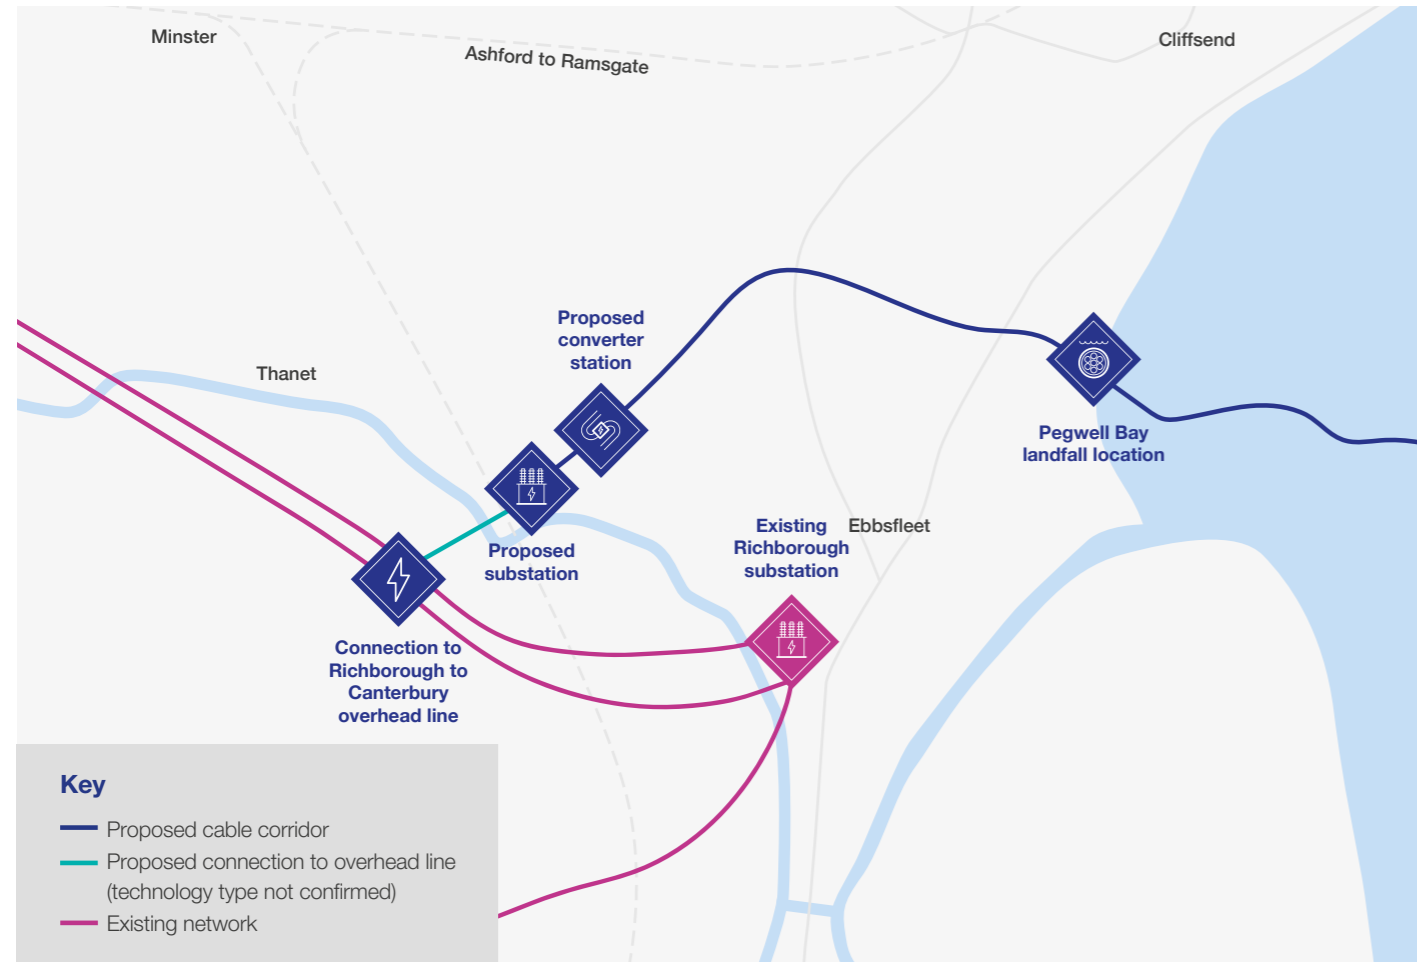 Minster
Ashford to Ramsgate
Cliffsend
Proposed
converter
station
Thanet
Pegwell Bay
landfall location
Existing
Richborough
substation
Ebbsfleet
Proposed
substation
Connection to
Richborough to
Canterbury
overhead line
Key
Proposed cable corridor
Proposed connection to overhead line
(technology type not confirmed)
Existing network